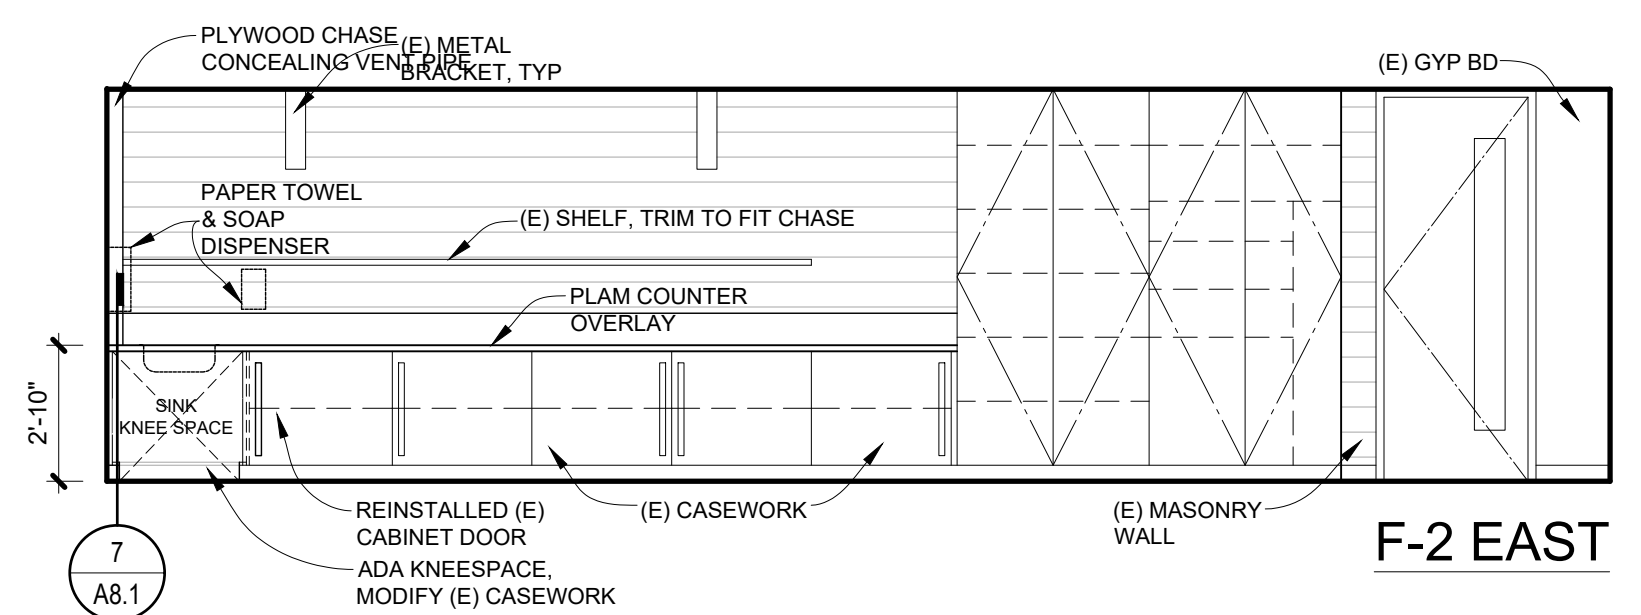 PLYWOOD CHASE
CONCEALING VENT PIPE
(E) METAL
BRACKET, TYP
(E) GYP BD
PAPER TOWEL
& SOAP
DISPENSER
(E) SHELF, TRIM TO FIT CHASE
PLAM COUNTER
OVERLAY
2'-10"
SINK
KNEE SPACE
REINSTALLED (E)
CABINET DOOR
(E) CASEWORK
(E) MASONRY
WALL
F-2 EAST
7
A8.1
ADA KNEESPACE,
MODIFY (E) CASEWORK